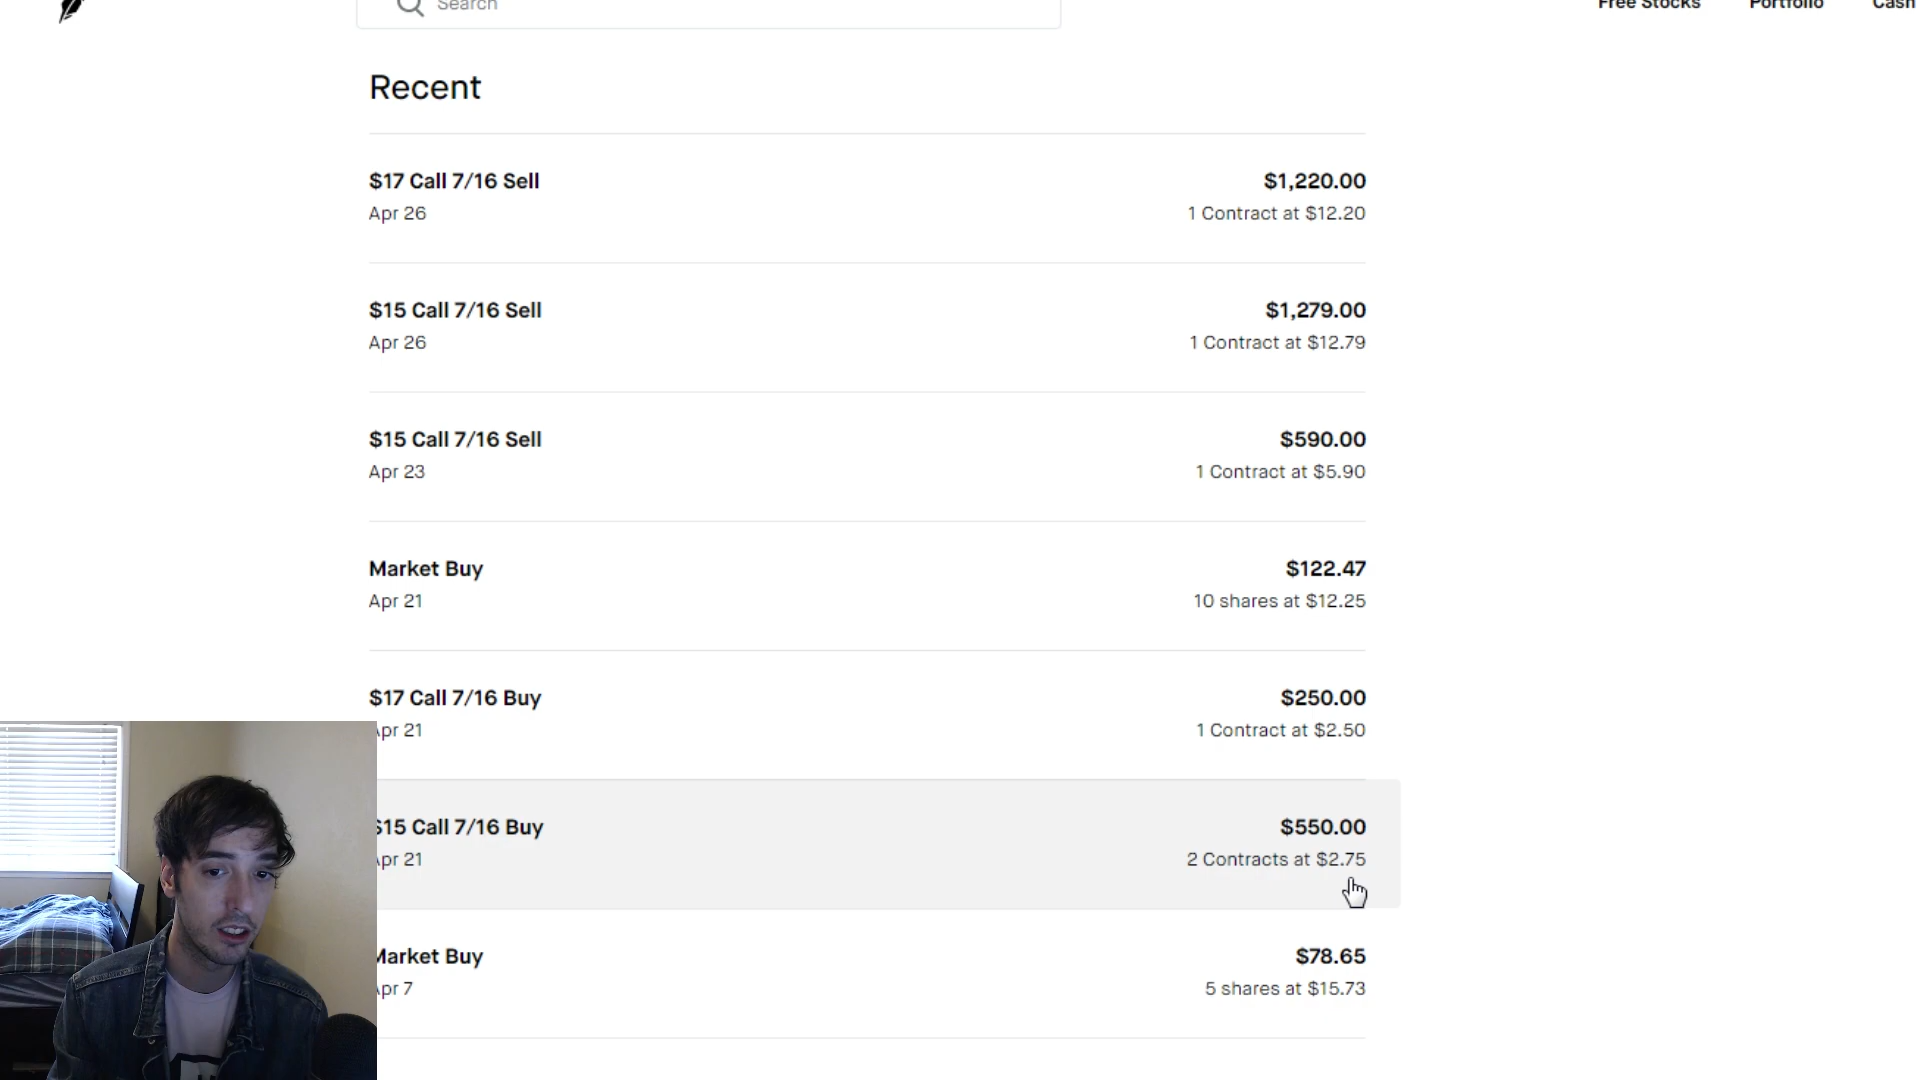 Search
Free Stocks Portfolio Cash
Recent
$17 Call 7/16 Sell $1,220.00
Apr 26 1 Contract at $12.20
$15 Call 7/16 Sell $1,279.00
Apr 26 1 Contract at $12.79
$15 Call 7/16 Sell $590.00
Apr 23 1 Contract at $5.90
Market Buy $122.47
Apr 21 10 shares at $12.25
$17 Call 7/16 Buy $250.00
Apr 21 1 Contract at $2.50
$15 Call 7/16 Buy $550.00
Apr 21 2 Contracts at $2.75
Market Buy $78.65
Apr 7 5 shares at $15.73